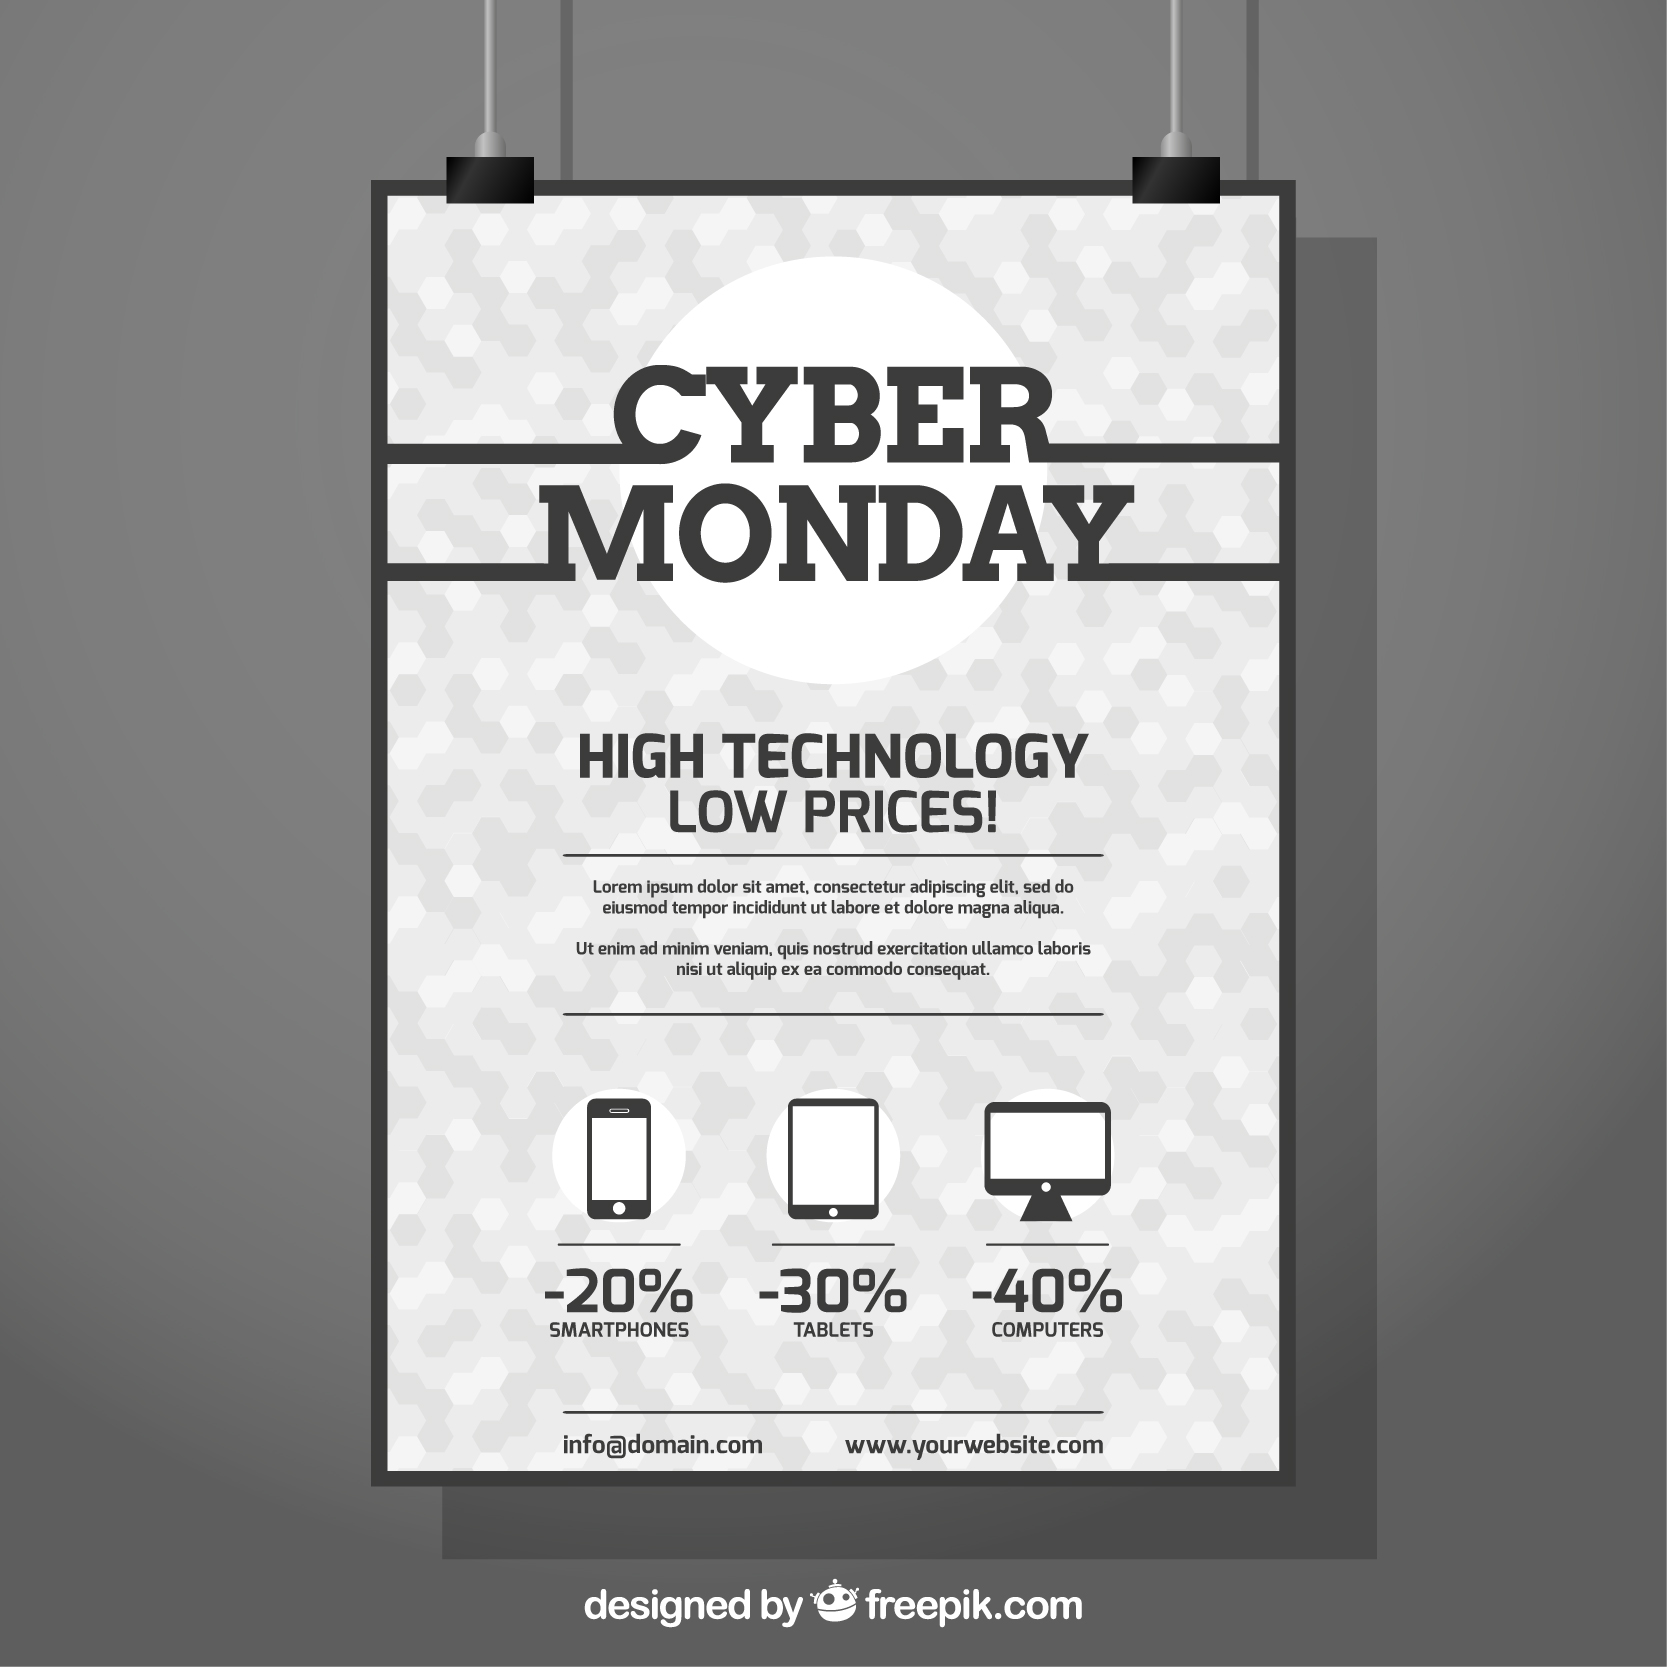 CYBER
MONDAY
HIGH TECHNOLOGY
LOW PRICES!
Lorem ipsum dolor sit amet, consectetur adipiscing elit, sed do
eiusmod tempor incididunt ut labore et dolore magna aliqua.
Ut enim ad minim veniam, quis nostrud exercitation ullamco laboris
nisi ut aliquip ex ea commodo consequat.
-20% -30% -40%
SMARTPHONES TABLETS COMPUTERS
info@domain.com www.yourwebsite.com
designed by freepik.com